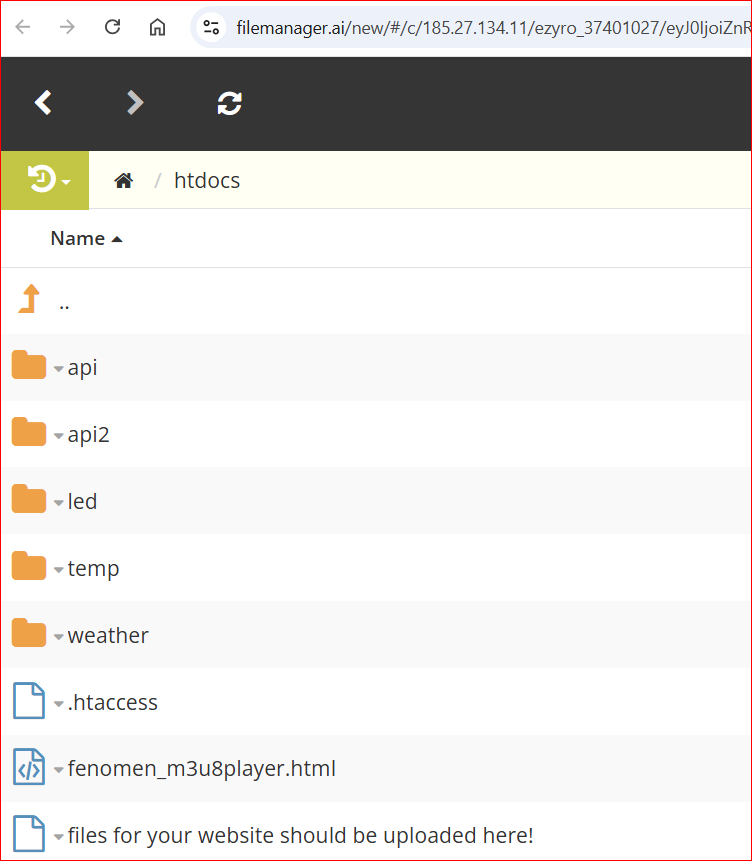 filemanager.ai/new/#/c/185.27.134.11/ezyro_37401027/eyJ0IjoiZnR
/ htdocs
Name
..
api
api2
led
temp
weather
.htaccess
fenomen_m3u8player.html
files for your website should be uploaded here!